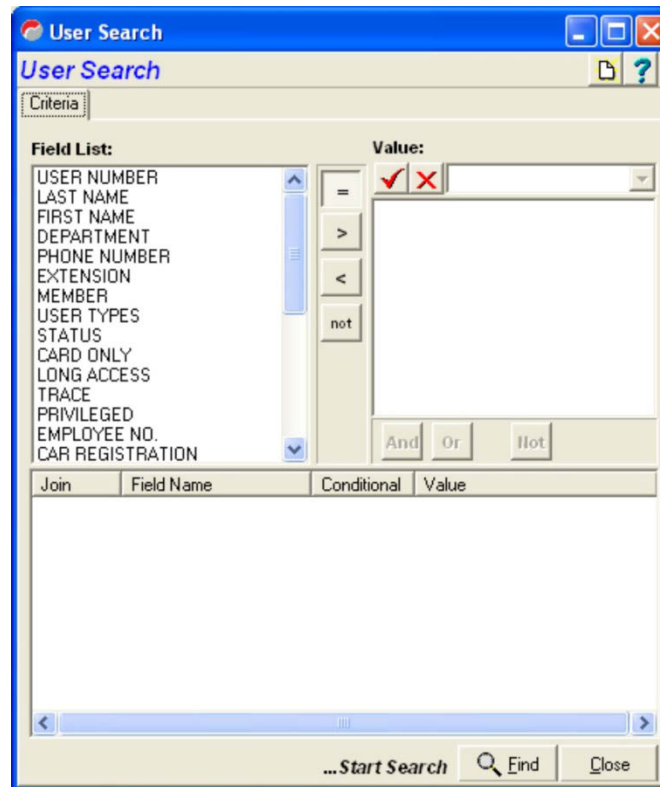 User Search
User Search
Criteria
Field List:
Value:
USER NUMBER
LAST NAME
FIRST NAME
DEPARTMENT
PHONE NUMBER
EXTENSION
MEMBER
USER TYPES
STATUS
CARD ONLY
LONG ACCESS
TRACE
PRIVILEGED
EMPLOYEE NO.
CAR REGISTRATION
=
>
<
not
And Or Not
Join Field Name Conditional Value
...Start Search Find Close